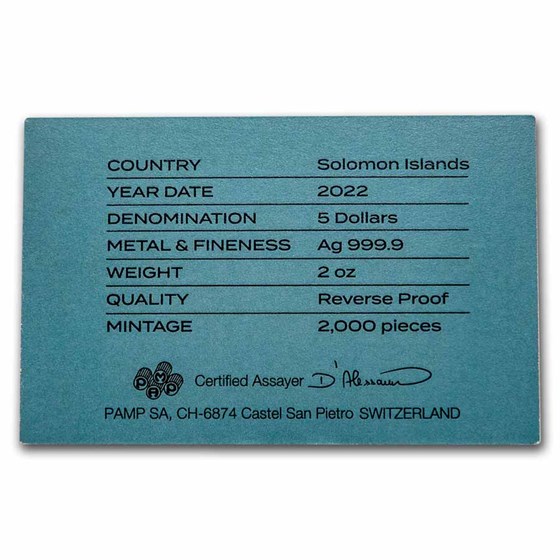 COUNTRY Solomon Islands
YEAR DATE 2022
DENOMINATION 5 Dollars
METAL & FINENESS Ag 999.9
WEIGHT 2 oz
QUALITY Reverse Proof
MINTAGE 2,000 pieces
PAMP Certified Assayer D'Alessandri
PAMP SA, CH-6874 Castel San Pietro SWITZERLAND